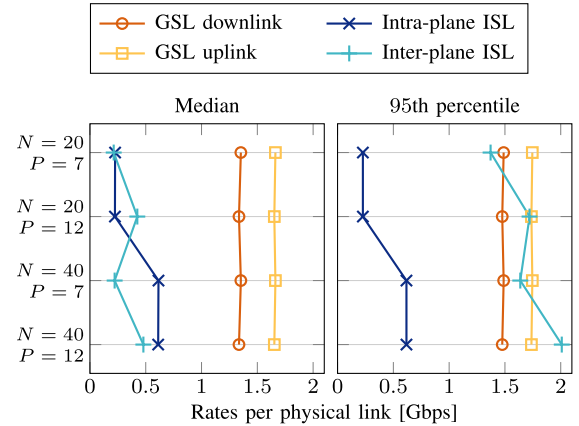 GSL downlink
Intra-plane ISL
GSL uplink
Inter-plane ISL
Median
95th percentile
N = 20
P = 7
N = 20
P = 12
N = 40
P = 7
N = 40
P = 12
0 0.5 1 1.5 2
0 0.5 1 1.5 2
Rates per physical link [Gbps]